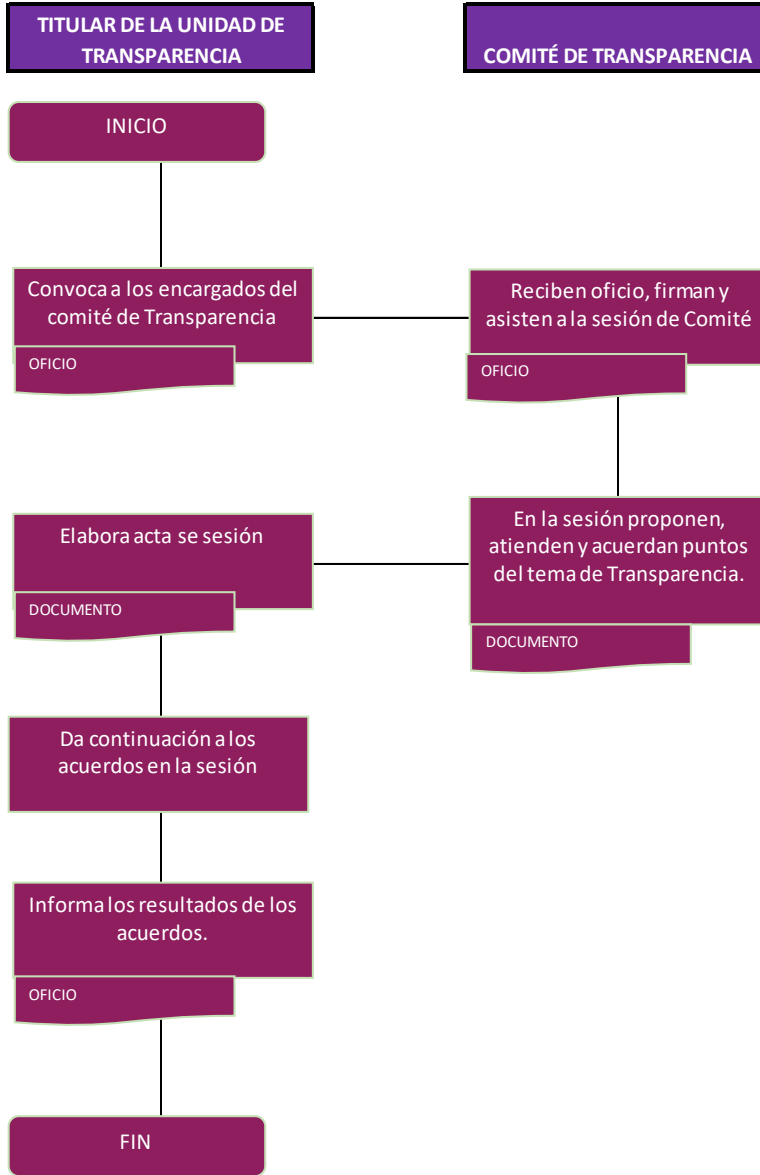 TITULAR DE LA UNIDAD DE
TRANSPARENCIA
COMITÉ DE TRANSPARENCIA
INICIO
Convoca a los encargados del
comité de Transparencia
OFICIO
Reciben oficio, firman y
asisten a la sesión de Comité
OFICIO
En la sesión proponen,
atienden y acuerdan puntos
del tema de Transparencia.
DOCUMENTO
Elabora acta se sesión
DOCUMENTO
Da continuación a los
acuerdos en la sesión
Informa los resultados de los
acuerdos.
OFICIO
FIN